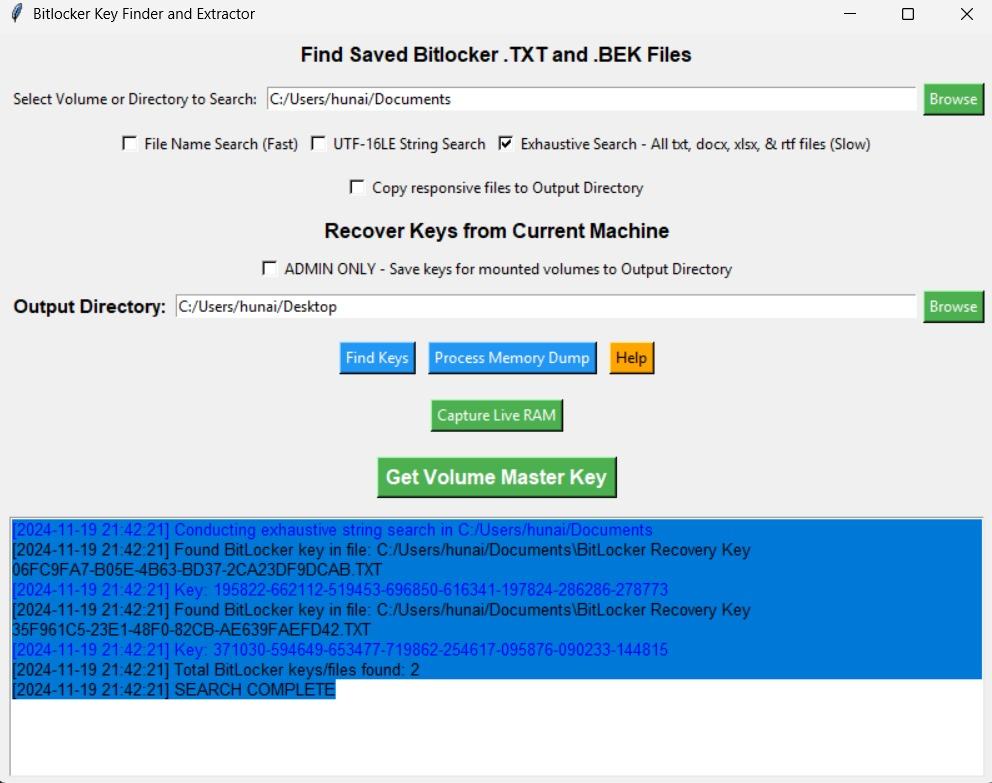 Bitlocker Key Finder and Extractor
Find Saved Bitlocker .TXT and .BEK Files
Select Volume or Directory to Search: C:/Users/hunai/Documents Browse
File Name Search (Fast) UTF-16LE String Search Exhaustive Search - All txt, docx, xlsx, & rtf files (Slow)
Copy responsive files to Output Directory
Recover Keys from Current Machine
ADMIN ONLY - Save keys for mounted volumes to Output Directory
Output Directory: C:/Users/hunai/Desktop Browse
Find Keys Process Memory Dump Help
Capture Live RAM
Get Volume Master Key
[2024-11-19 21:42:21] Conducting exhaustive string search in C:/Users/hunai/Documents
[2024-11-19 21:42:21] Found BitLocker key in file: C:/Users/hunai/Documents\BitLocker Recovery Key
06FC9FA7-B05E-4B63-BD37-2CA23DF9DCAB.TXT
[2024-11-19 21:42:21] Key: 195822-662112-519453-696850-616341-197824-286286-278773
[2024-11-19 21:42:21] Found BitLocker key in file: C:/Users/hunai/Documents\BitLocker Recovery Key
35F961C5-23E1-48F0-82CB-AE639FAEFD42.TXT
[2024-11-19 21:42:21] Key: 371030-594649-653477-719862-254617-095876-090233-144815
[2024-11-19 21:42:21] Total BitLocker keys/files found: 2
[2024-11-19 21:42:21] SEARCH COMPLETE